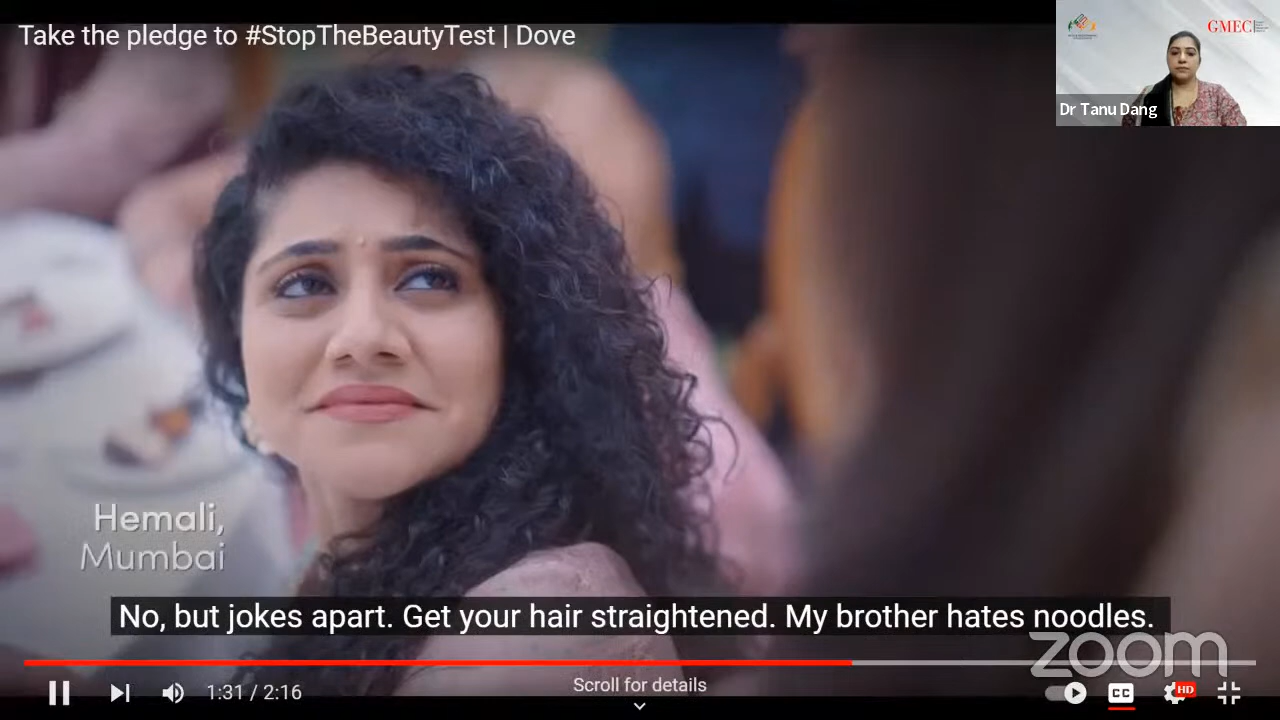 Take the pledge to #StopTheBeautyTest | Dove
GMEC
Dr Tanu Dang
Hemali,
Mumbai
No, but jokes apart. Get your hair straightened. My brother hates noodles.
zoom
1:31 / 2:16
CC
HD
Scroll for details